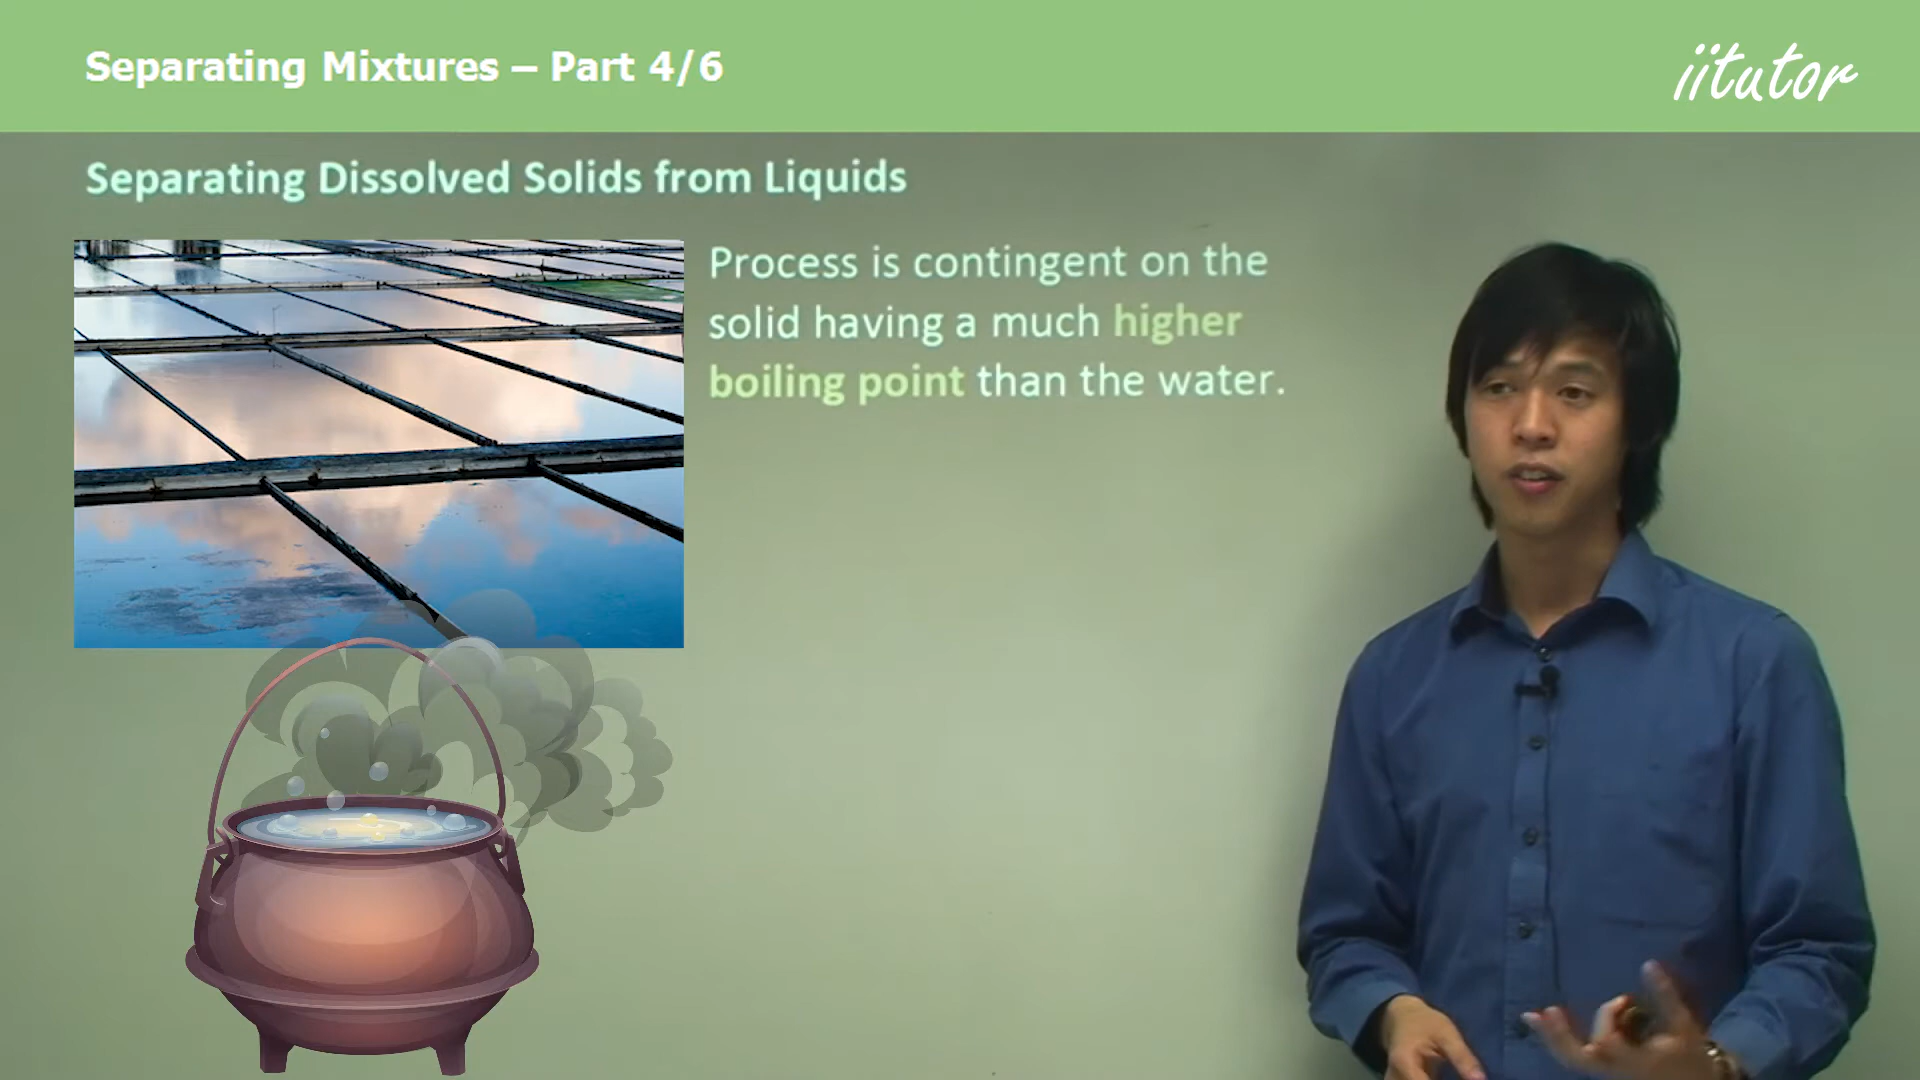 Separating Mixtures – Part 4/6
iitutor
Separating Dissolved Solids from Liquids
Process is contingent on the
solid having a much higher
boiling point than the water.